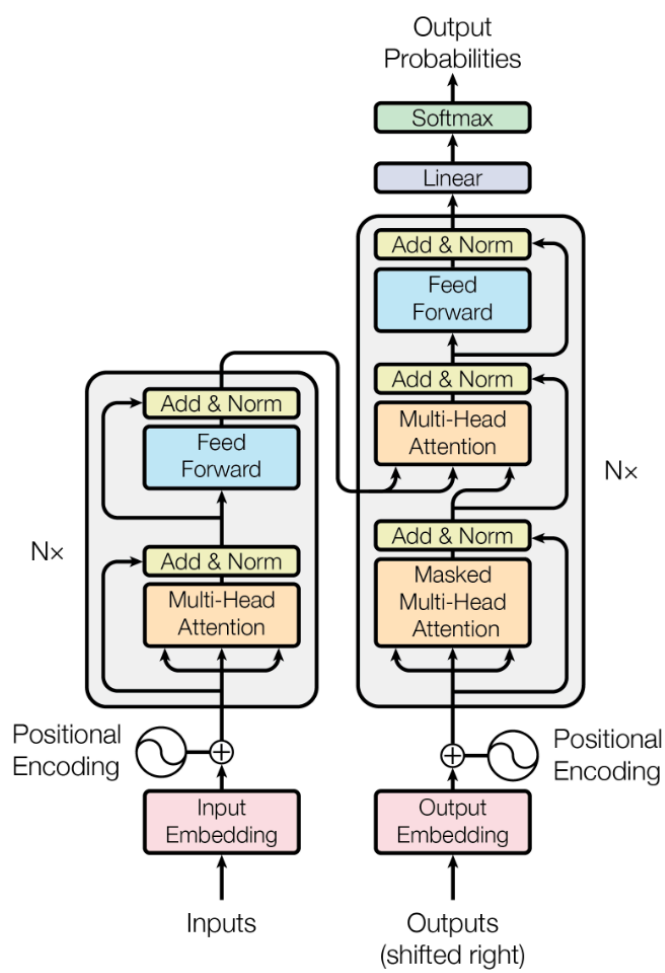 Output
Probabilities
Softmax
Linear
Add & Norm
Feed
Forward
Add & Norm
Multi-Head
Attention
Nx
Add & Norm
Masked
Multi-Head
Attention
Add & Norm
Feed
Forward
Nx
Add & Norm
Multi-Head
Attention
Positional
Encoding
Positional
Encoding
Input
Embedding
Output
Embedding
Inputs
Outputs
(shifted right)